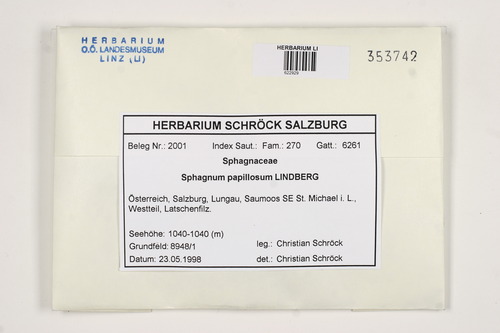 HERBARIUM
O.Ö. LANDESMUSEUM
LINZ (LI)
HERBARIUM LI
622928
353742
HERBARIUM SCHRÖCK SALZBURG
Beleg Nr.: 2001 Index Saut.: Fam.: 270 Gatt.: 6261
Sphagnaceae
Sphagnum papillosum LINDBERG
Österreich, Salzburg, Lungau, Saumoos SE St. Michael i. L.,
Westteil, Latschenfilz.
Seehöhe: 1040-1040 (m)
Grundfeld: 8948/1 leg.: Christian Schröck
Datum: 23.05.1998 det.: Christian Schröck